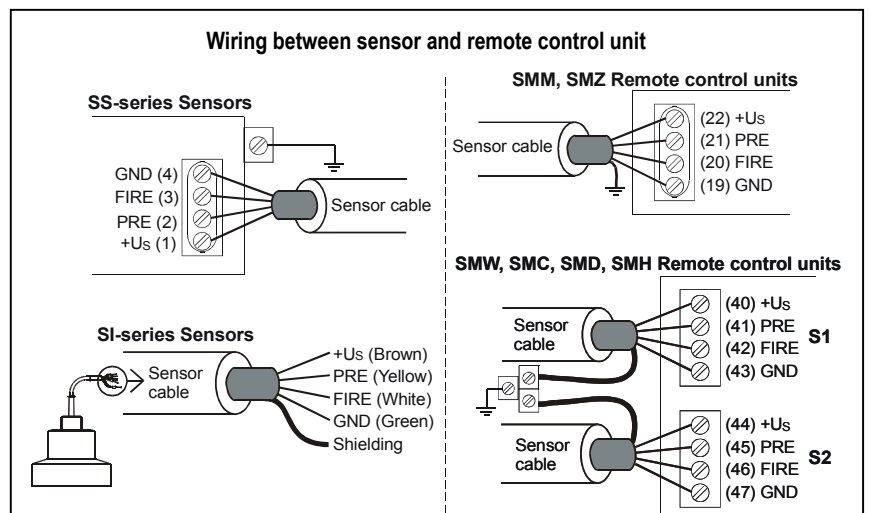 Wiring between sensor and remote control unit
SS-series Sensors
GND (4)
FIRE (3)
PRE (2)
+Us (1)
Sensor cable
SI-series Sensors
Sensor
cable
+Us (Brown)
PRE (Yellow)
FIRE (White)
GND (Green)
Shielding
SMM, SMZ Remote control units
Sensor cable
(22) +Us
(21) PRE
(20) FIRE
(19) GND
SMW, SMC, SMD, SMH Remote control units
Sensor
cable
(40) +Us
(41) PRE
(42) FIRE
(43) GND
S1
Sensor
cable
(44) +Us
(45) PRE
(46) FIRE
(47) GND
S2